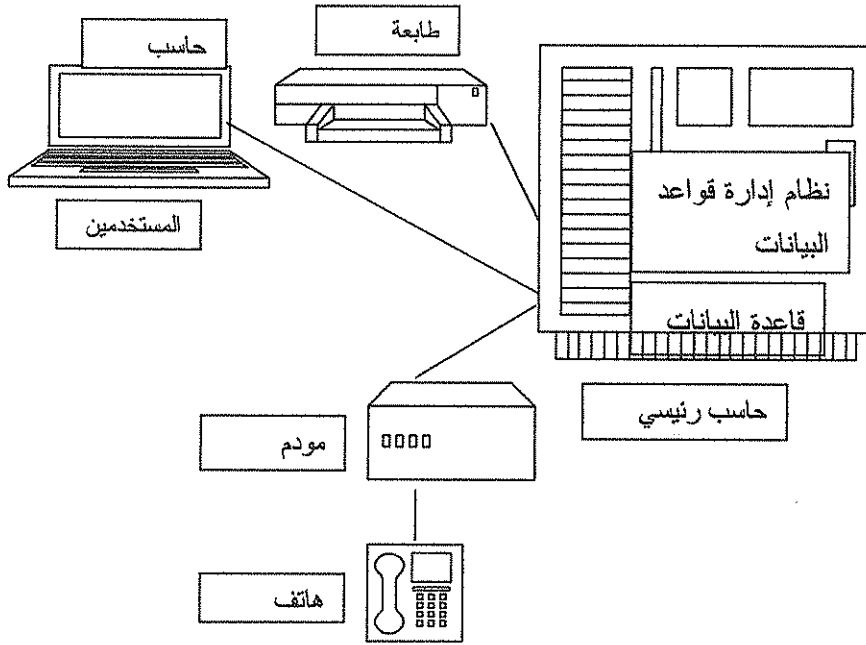 حاسب
طابعة
نظام إدارة قواعد
البيانات
المستخدمين
قاعدة البيانات
حاسب رئيسي
مودم
هاتف